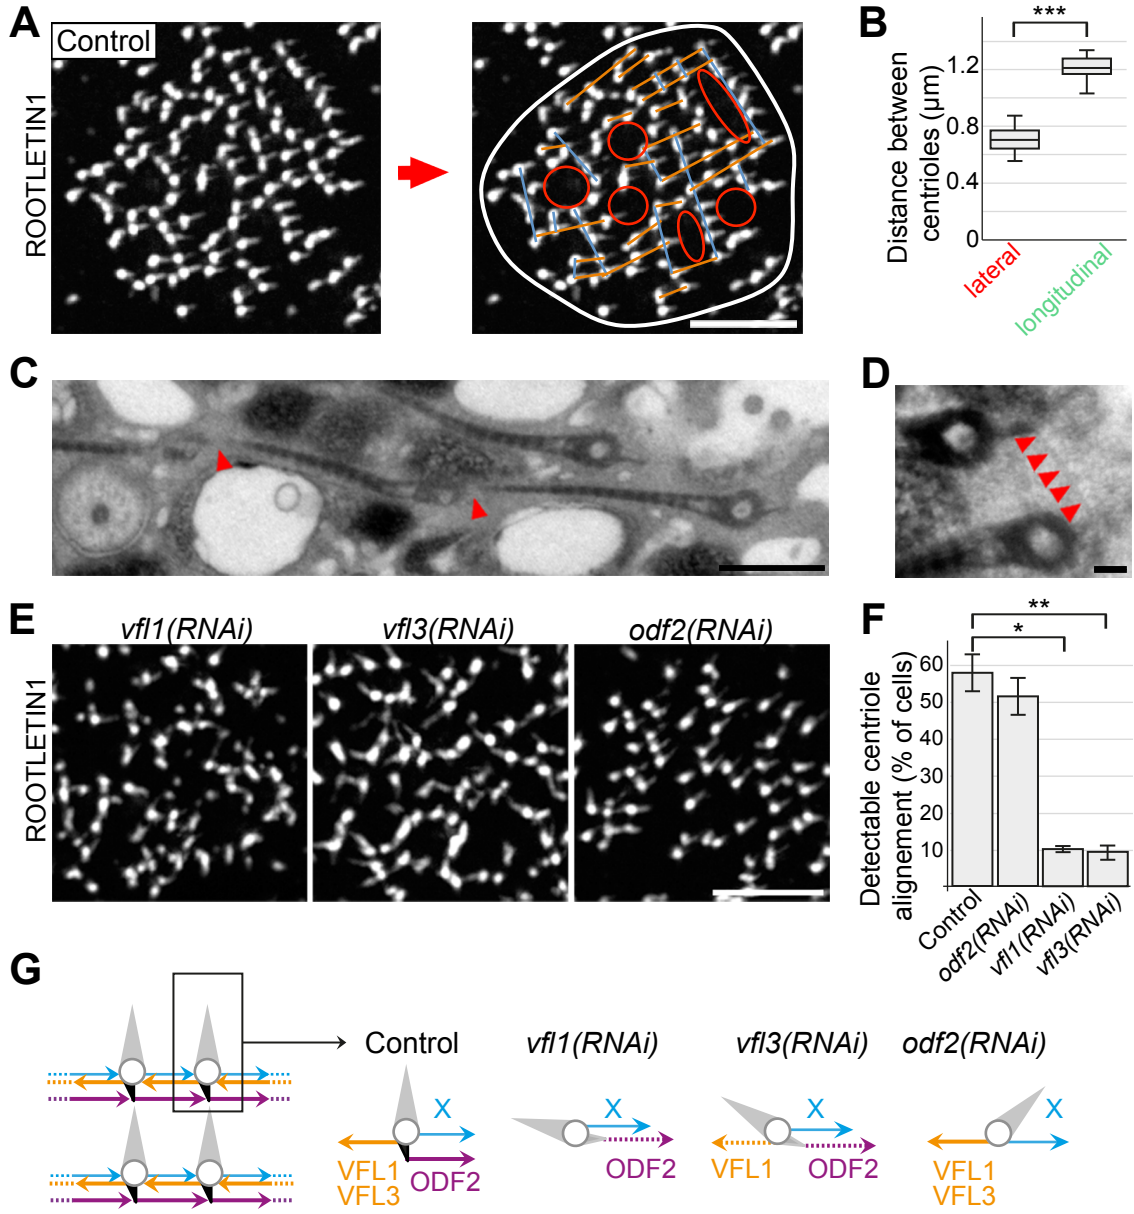 A
Control
ROOTLETIN1
B
***
Distance between
centrioles (µm)
1.2
0.8
0.4
0
lateral
longitudinal
C
D
E
vfl1(RNAi)
vfl3(RNAi)
odf2(RNAi)
ROOTLETIN1
F
**
*
Detectable centriole
alignement (% of cells)
60
50
40
30
20
10
Control
odf2(RNAi)
vfl1(RNAi)
vfl3(RNAi)
G
Control
vfl1(RNAi)
vfl3(RNAi)
odf2(RNAi)
X
VFL1
VFL3
ODF2
X
ODF2
X
VFL1
ODF2
X
VFL1
VFL3